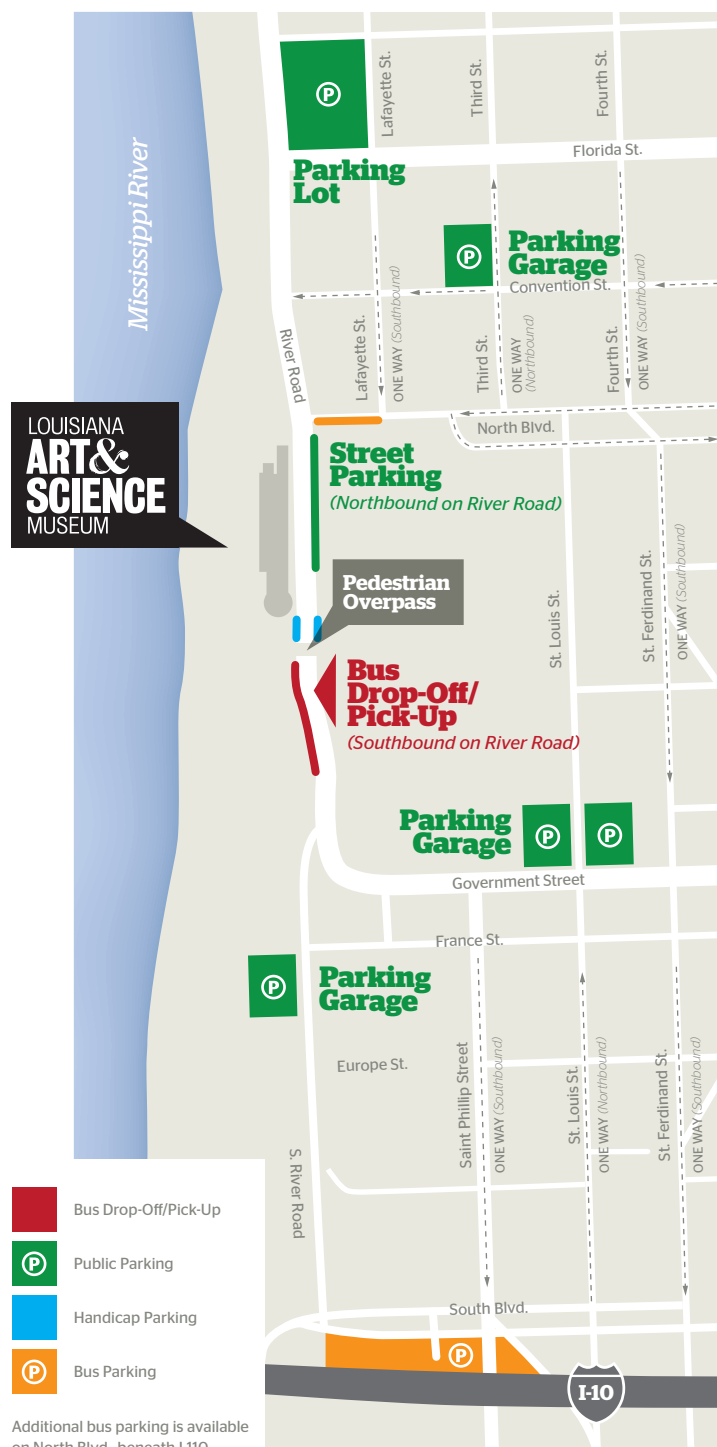 Mississippi River
Lafayette St.
Third St.
Fourth St.
P
Florida St.
Parking
Lot
P
Parking
Garage
Convention St.
River Road
Lafayette St.
ONE WAY (Southbound)
Third St.
ONE WAY
(Northbound)
Fourth St.
ONE WAY (Southbound)
LOUISIANA
ART&
SCIENCE
MUSEUM
North Blvd.
Street
Parking
(Northbound on River Road)
Pedestrian
Overpass
St. Louis St.
St. Ferdinand St.
ONE WAY (Southbound)
Bus
Drop-Off/
Pick-Up
(Southbound on River Road)
Parking
Garage
P
P
Government Street
France St.
P
Parking
Garage
Europe St.
Saint Phillip Street
ONE WAY (Southbound)
St. Louis St.
ONE WAY (Northbound)
St. Ferdinand St.
ONE WAY (Southbound)
S. River Road
South Blvd.
P
I-10
Bus Drop-Off/Pick-Up
P
Public Parking
Handicap Parking
P
Bus Parking
Additional bus parking is available
on North Blvd., beneath I-110